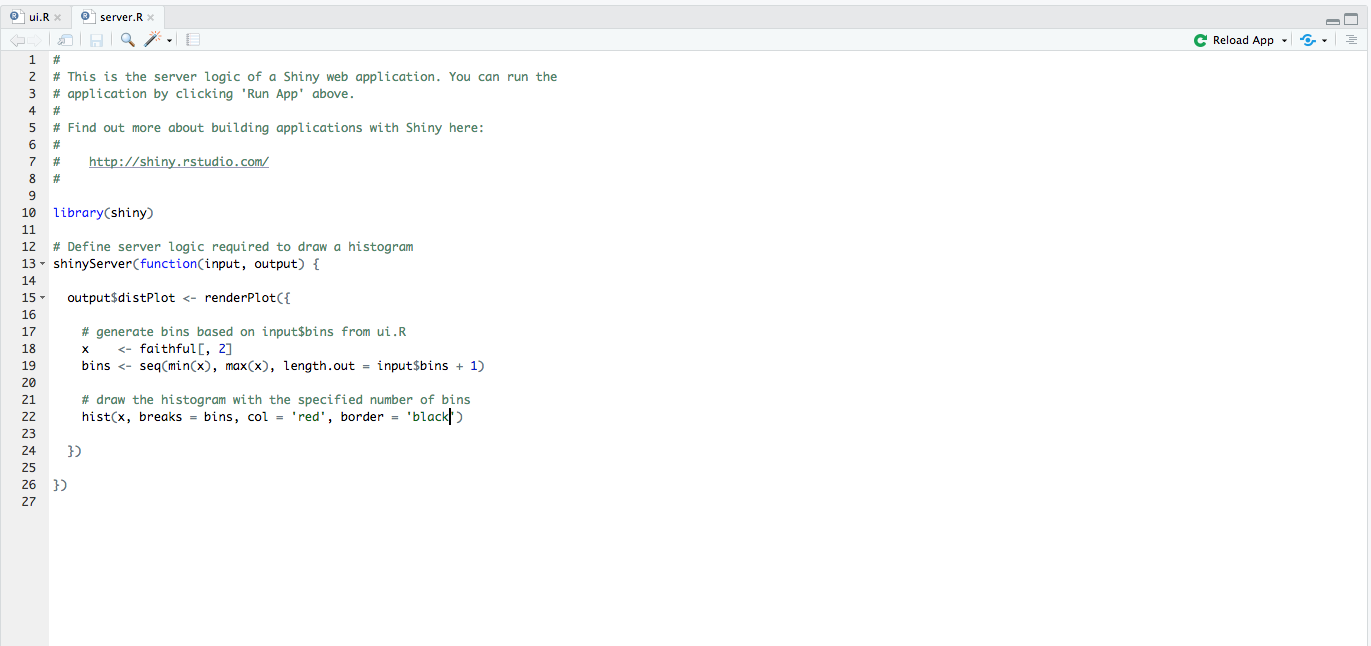 ui.R
server.R
Reload App
1 #
2 # This is the server logic of a Shiny web application. You can run the
3 # application by clicking 'Run App' above.
4 #
5 # Find out more about building applications with Shiny here:
6 #
7 #    http://shiny.rstudio.com/
8 #
9
10 library(shiny)
11
12 # Define server logic required to draw a histogram
13 shinyServer(function(input, output) {
14
15   output$distPlot <- renderPlot({
16
17     # generate bins based on input$bins from ui.R
18     x    <- faithful[, 2]
19     bins <- seq(min(x), max(x), length.out = input$bins + 1)
20
21     # draw the histogram with the specified number of bins
22     hist(x, breaks = bins, col = 'red', border = 'black')
23
24   })
25
26 })
27